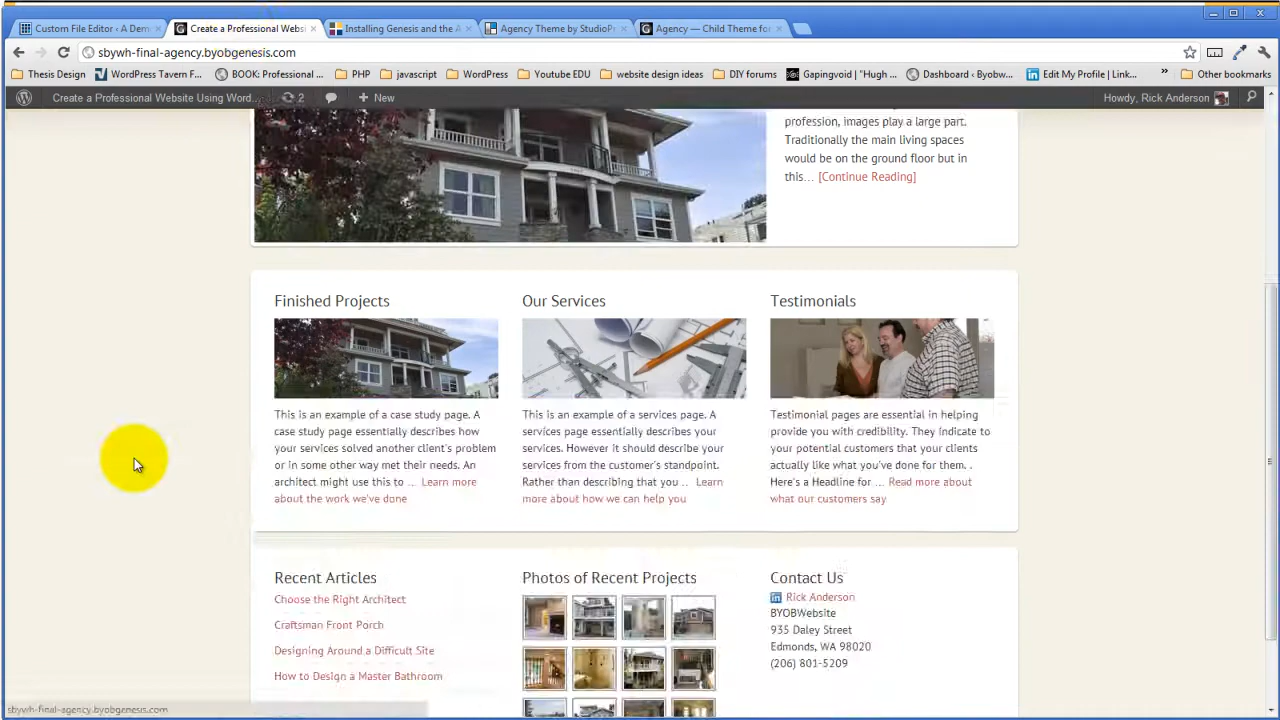 Custom File Editor ‹ A Dem
Create a Professional Websi
Installing Genesis and the A
Agency Theme by StudioPr
Agency — Child Theme for
sbywh-final-agency.byobgenesis.com
Thesis Design
WordPress Tavern F...
BOOK: Professional ...
PHP
javascript
WordPress
Youtube EDU
website design ideas
DIY forums
Gapingvoid | "Hugh ...
Dashboard ‹ Byobw...
Edit My Profile | Link...
»
Other bookmarks
Create a Professional Website Using Word...
2
+ New
Howdy, Rick Anderson
profession, images play a large part.
Traditionally the main living spaces
would be on the ground floor but in
this... [Continue Reading]
Finished Projects
This is an example of a case study page. A
case study page essentially describes how
your services solved another client's problem
or in some other way met their needs. An
architect might use this to ... Learn more
about the work we've done
Our Services
This is an example of a services page. A
services page essentially describes your
services. However it should describe your
services from the customer's standpoint.
Rather than describing that you .. Learn
more about how we can help you
Testimonials
Testimonial pages are essential in helping
provide you with credibility. They indicate to
your potential customers that your clients
actually like what you've done for them. .
Here's a Headline for ... Read more about
what our customers say
Recent Articles
Choose the Right Architect
Craftsman Front Porch
Designing Around a Difficult Site
How to Design a Master Bathroom
Photos of Recent Projects
Contact Us
Rick Anderson
BYOBWebsite
935 Daley Street
Edmonds, WA 98020
(206) 801-5209
sbywh-final-agency.byobgenesis.com